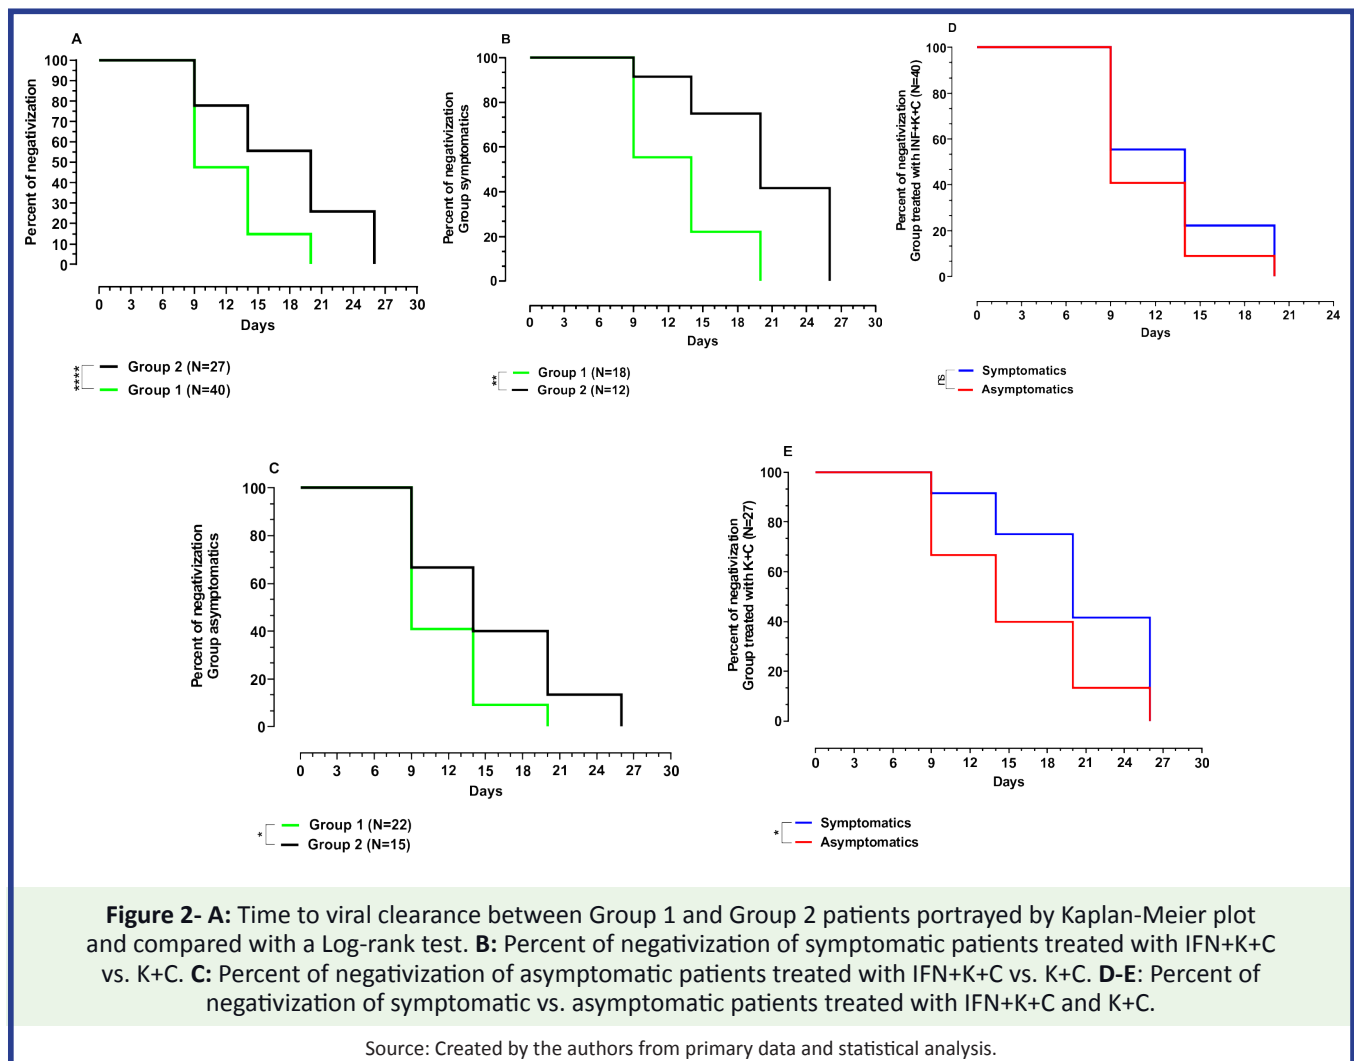 A
Percent of negativization
100
90
80
70
60
50
40
30
20
10
0
0 3 6 9 12 15 18 21 24 27 30
Days
**** Group 2 (N=27)
Group 1 (N=40)
B
Percent of negativization
Group symptomatics
100
80
60
40
20
0
0 3 6 9 12 15 18 21 24 27 30
Days
** Group 1 (N=18)
Group 2 (N=12)
D
Percent of negativization
Group treated with INF+K+C (N=40)
100
80
60
40
20
0
0 3 6 9 12 15 18 21 24
Days
ns Symptomatics
Asymptomatics
C
Percent of negativization
Group asymptomatics
100
80
60
40
20
0
0 3 6 9 12 15 18 21 24 27 30
Days
* Group 1 (N=22)
Group 2 (N=15)
E
Percent of negativization
Group treated with K+C (N=27)
100
80
60
40
20
0
0 3 6 9 12 15 18 21 24 27 30
Days
* Symptomatics
Asymptomatics
Figure 2- A: Time to viral clearance between Group 1 and Group 2 patients portrayed by Kaplan-Meier plot
and compared with a Log-rank test. B: Percent of negativization of symptomatic patients treated with IFN+K+C
vs. K+C. C: Percent of negativization of asymptomatic patients treated with IFN+K+C vs. K+C. D-E: Percent of
negativization of symptomatic vs. asymptomatic patients treated with IFN+K+C and K+C.
Source: Created by the authors from primary data and statistical analysis.